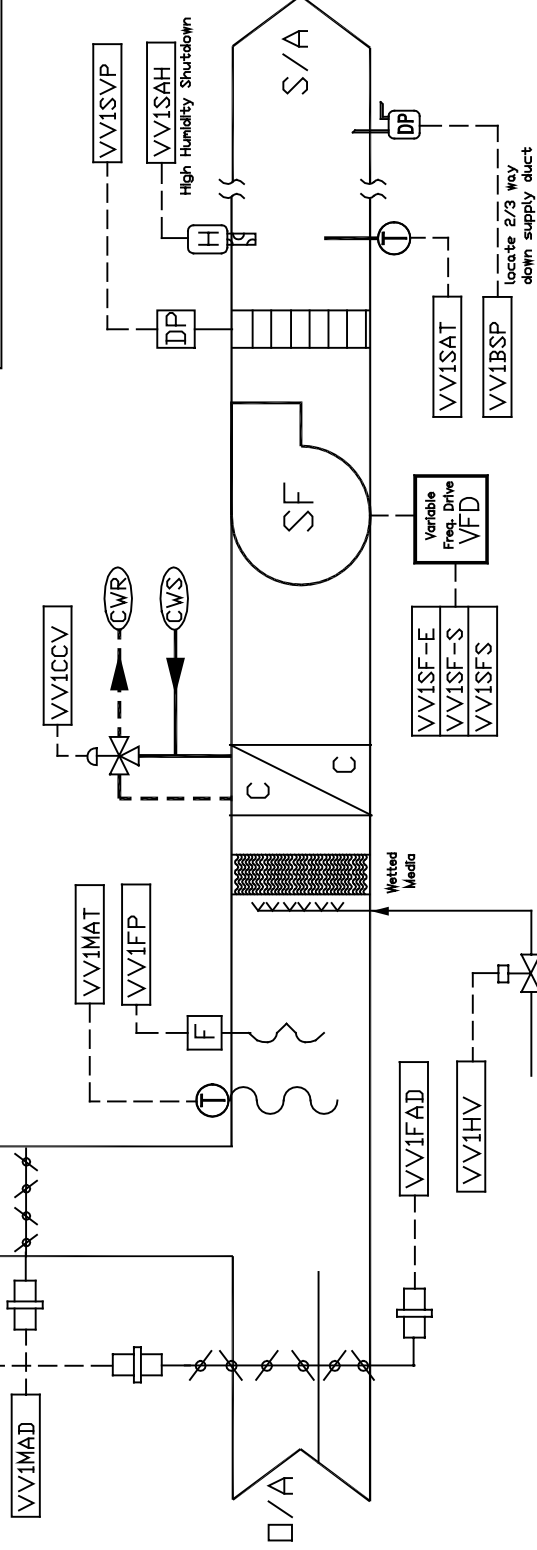 VV1SVP
VV1SAH
High Humidity Shutdown
S/A
DP
H
DP
T
locate 2/3 way
down supply duct
VV1SAT
VV1BSP
SF
Variable
Freq. Drive
VFD
VV1SF-E
VV1SF-S
VV1SFS
VV1CCV
CWR
CWS
C
C
Wetted
Media
VV1MAT
VV1FP
F
T
VV1FAD
VV1HV
VV1MAD
O/A